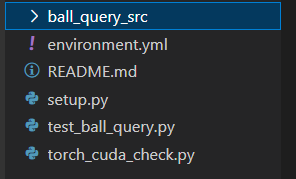 ball_query_src
environment.yml
README.md
setup.py
test_ball_query.py
torch_cuda_check.py